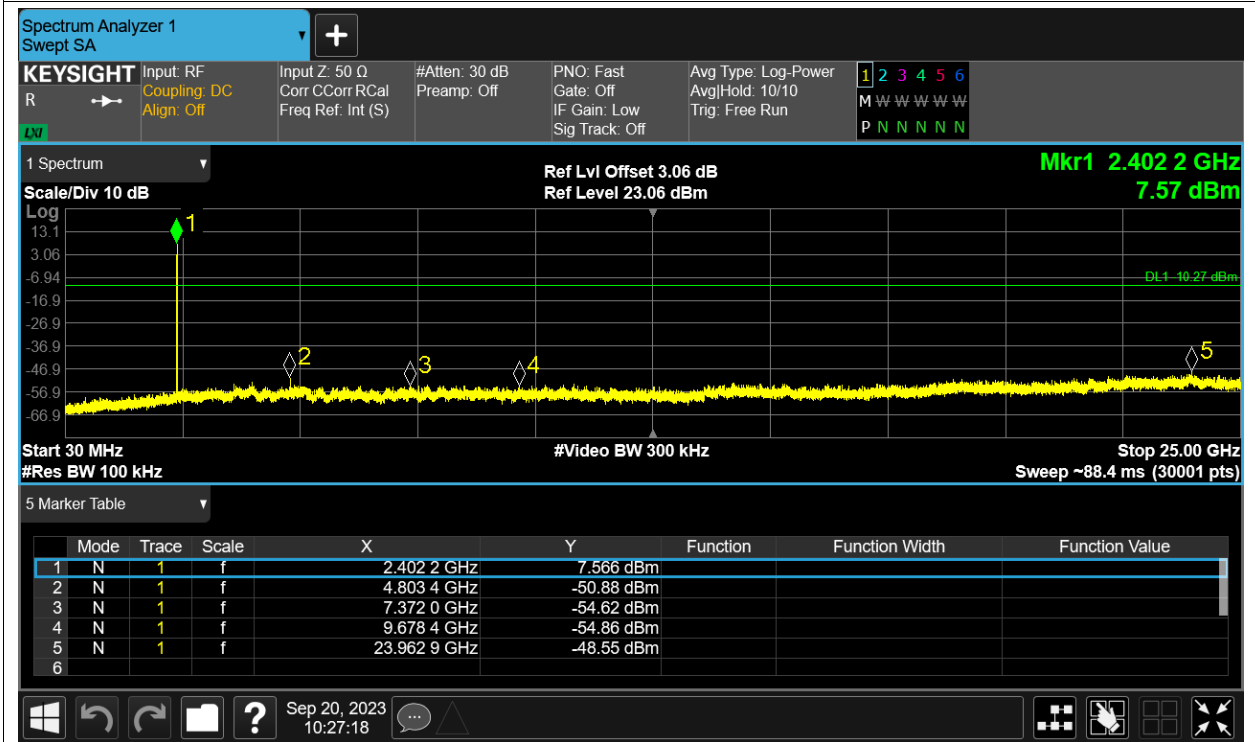 Spectrum Analyzer 1
Swept SA
+
KEYSIGHT
R
LXI
Input: RF
Coupling: DC
Align: Off
Input Z: 50 Ω
Corr CCorr RCal
Freq Ref: Int (S)
#Atten: 30 dB
Preamp: Off
PNO: Fast
Gate: Off
IF Gain: Low
Sig Track: Off
Avg Type: Log-Power
Avg|Hold: 10/10
Trig: Free Run
1 2 3 4 5 6
M W W W W W
P N N N N N
1 Spectrum
Scale/Div 10 dB
Ref Lvl Offset 3.06 dB
Ref Level 23.06 dBm
Mkr1 2.402 2 GHz
7.57 dBm
Log
13.1
3.06
-6.94
-16.9
-26.9
-36.9
-46.9
-56.9
-66.9
1
2
3
4
5
DL1 -10.27 dBm
Start 30 MHz
#Res BW 100 kHz
#Video BW 300 kHz
Stop 25.00 GHz
Sweep ~88.4 ms (30001 pts)
5 Marker Table
Mode Trace Scale X Y Function Function Width Function Value
1 N 1 f 2.402 2 GHz 7.566 dBm
2 N 1 f 4.803 4 GHz -50.88 dBm
3 N 1 f 7.372 0 GHz -54.62 dBm
4 N 1 f 9.678 4 GHz -54.86 dBm
5 N 1 f 23.962 9 GHz -48.55 dBm
6
?
Sep 20, 2023
10:27:18